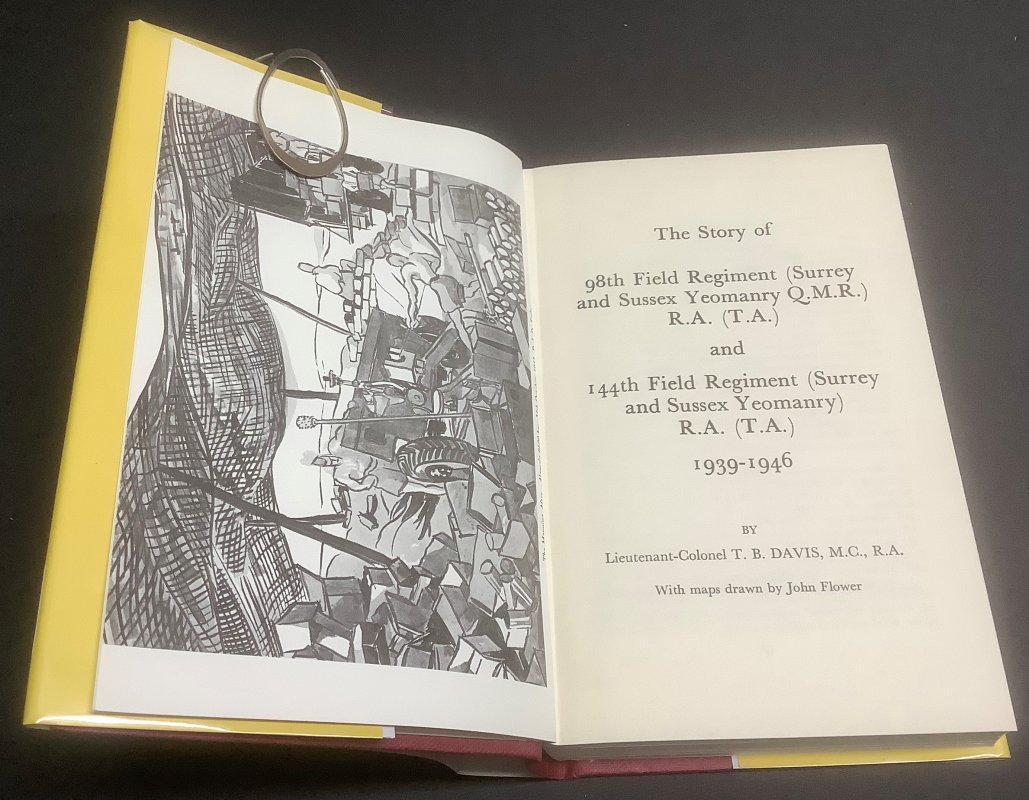 The Story of
98th Field Regiment (Surrey
and Sussex Yeomanry Q.M.R.)
R.A. (T.A.)
and
144th Field Regiment (Surrey
and Sussex Yeomanry)
R.A. (T.A.)
1939-1946
BY
Lieutenant-Colonel T. B. DAVIS, M.C., R.A.
With maps drawn by John Flower